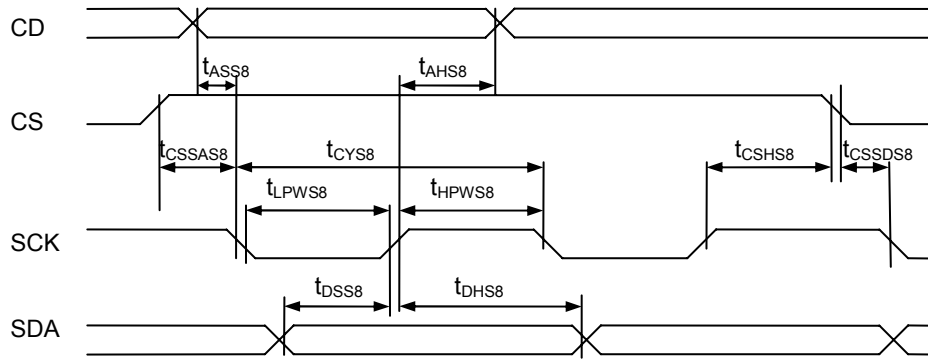 CD
tASS8 tAHS8
CS
tCSSAS8 tCYS8 tCSHS8 tCSSDS8
tLPWS8 tHPWS8
SCK
tDSS8 tDHS8
SDA